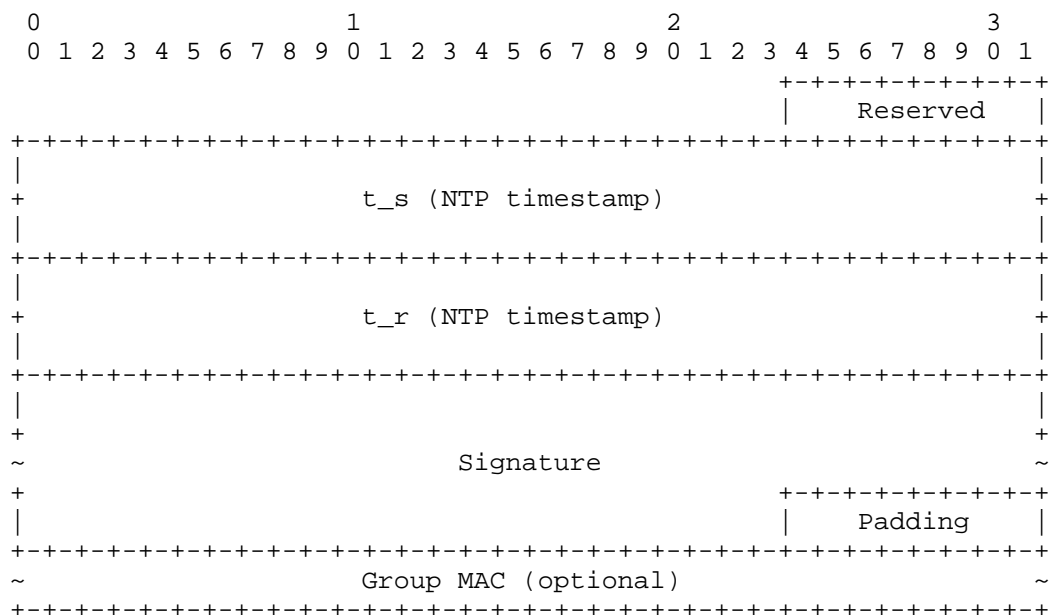 0                   1                   2                   3
 0 1 2 3 4 5 6 7 8 9 0 1 2 3 4 5 6 7 8 9 0 1 2 3 4 5 6 7 8 9 0 1
                                                +-+-+-+-+-+-+-+-+
                                                |    Reserved   |
+-+-+-+-+-+-+-+-+-+-+-+-+-+-+-+-+-+-+-+-+-+-+-+-+-+-+-+-+-+-+-+-+
|                                                               |
+                     t_s (NTP timestamp)                       +
|                                                               |
+-+-+-+-+-+-+-+-+-+-+-+-+-+-+-+-+-+-+-+-+-+-+-+-+-+-+-+-+-+-+-+-+
|                                                               |
+                     t_r (NTP timestamp)                       +
|                                                               |
+-+-+-+-+-+-+-+-+-+-+-+-+-+-+-+-+-+-+-+-+-+-+-+-+-+-+-+-+-+-+-+-+
|                                                               |
+                                                               +
~                           Signature                           ~
+                                               +-+-+-+-+-+-+-+-+
|                                               |    Padding    |
+-+-+-+-+-+-+-+-+-+-+-+-+-+-+-+-+-+-+-+-+-+-+-+-+-+-+-+-+-+-+-+-+
~                     Group MAC (optional)                      ~
+-+-+-+-+-+-+-+-+-+-+-+-+-+-+-+-+-+-+-+-+-+-+-+-+-+-+-+-+-+-+-+-+